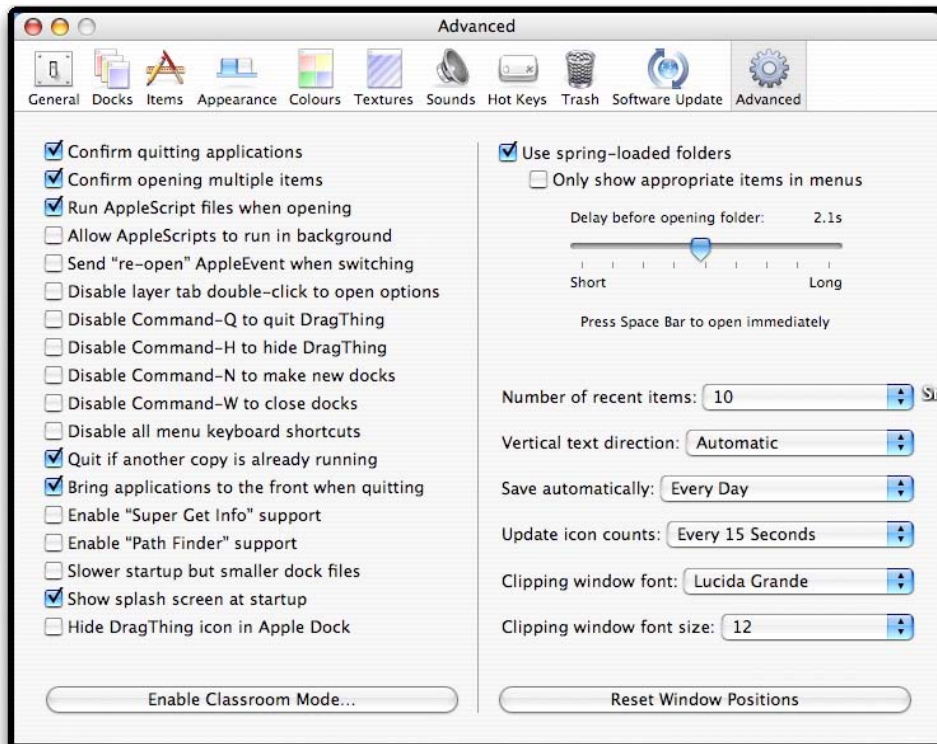 Advanced
General Docks Items Appearance Colours Textures Sounds Hot Keys Trash Software Update Advanced
Confirm quitting applications
Confirm opening multiple items
Run AppleScript files when opening
Allow AppleScripts to run in background
Send “re-open” AppleEvent when switching
Disable layer tab double-click to open options
Disable Command-Q to quit DragThing
Disable Command-H to hide DragThing
Disable Command-N to make new docks
Disable Command-W to close docks
Disable all menu keyboard shortcuts
Quit if another copy is already running
Bring applications to the front when quitting
Enable “Super Get Info” support
Enable “Path Finder” support
Slower startup but smaller dock files
Show splash screen at startup
Hide DragThing icon in Apple Dock
Enable Classroom Mode...
Use spring-loaded folders
Only show appropriate items in menus
Delay before opening folder: 2.1s
Short Long
Press Space Bar to open immediately
Number of recent items: 10
Vertical text direction: Automatic
Save automatically: Every Day
Update icon counts: Every 15 Seconds
Clipping window font: Lucida Grande
Clipping window font size: 12
Reset Window Positions